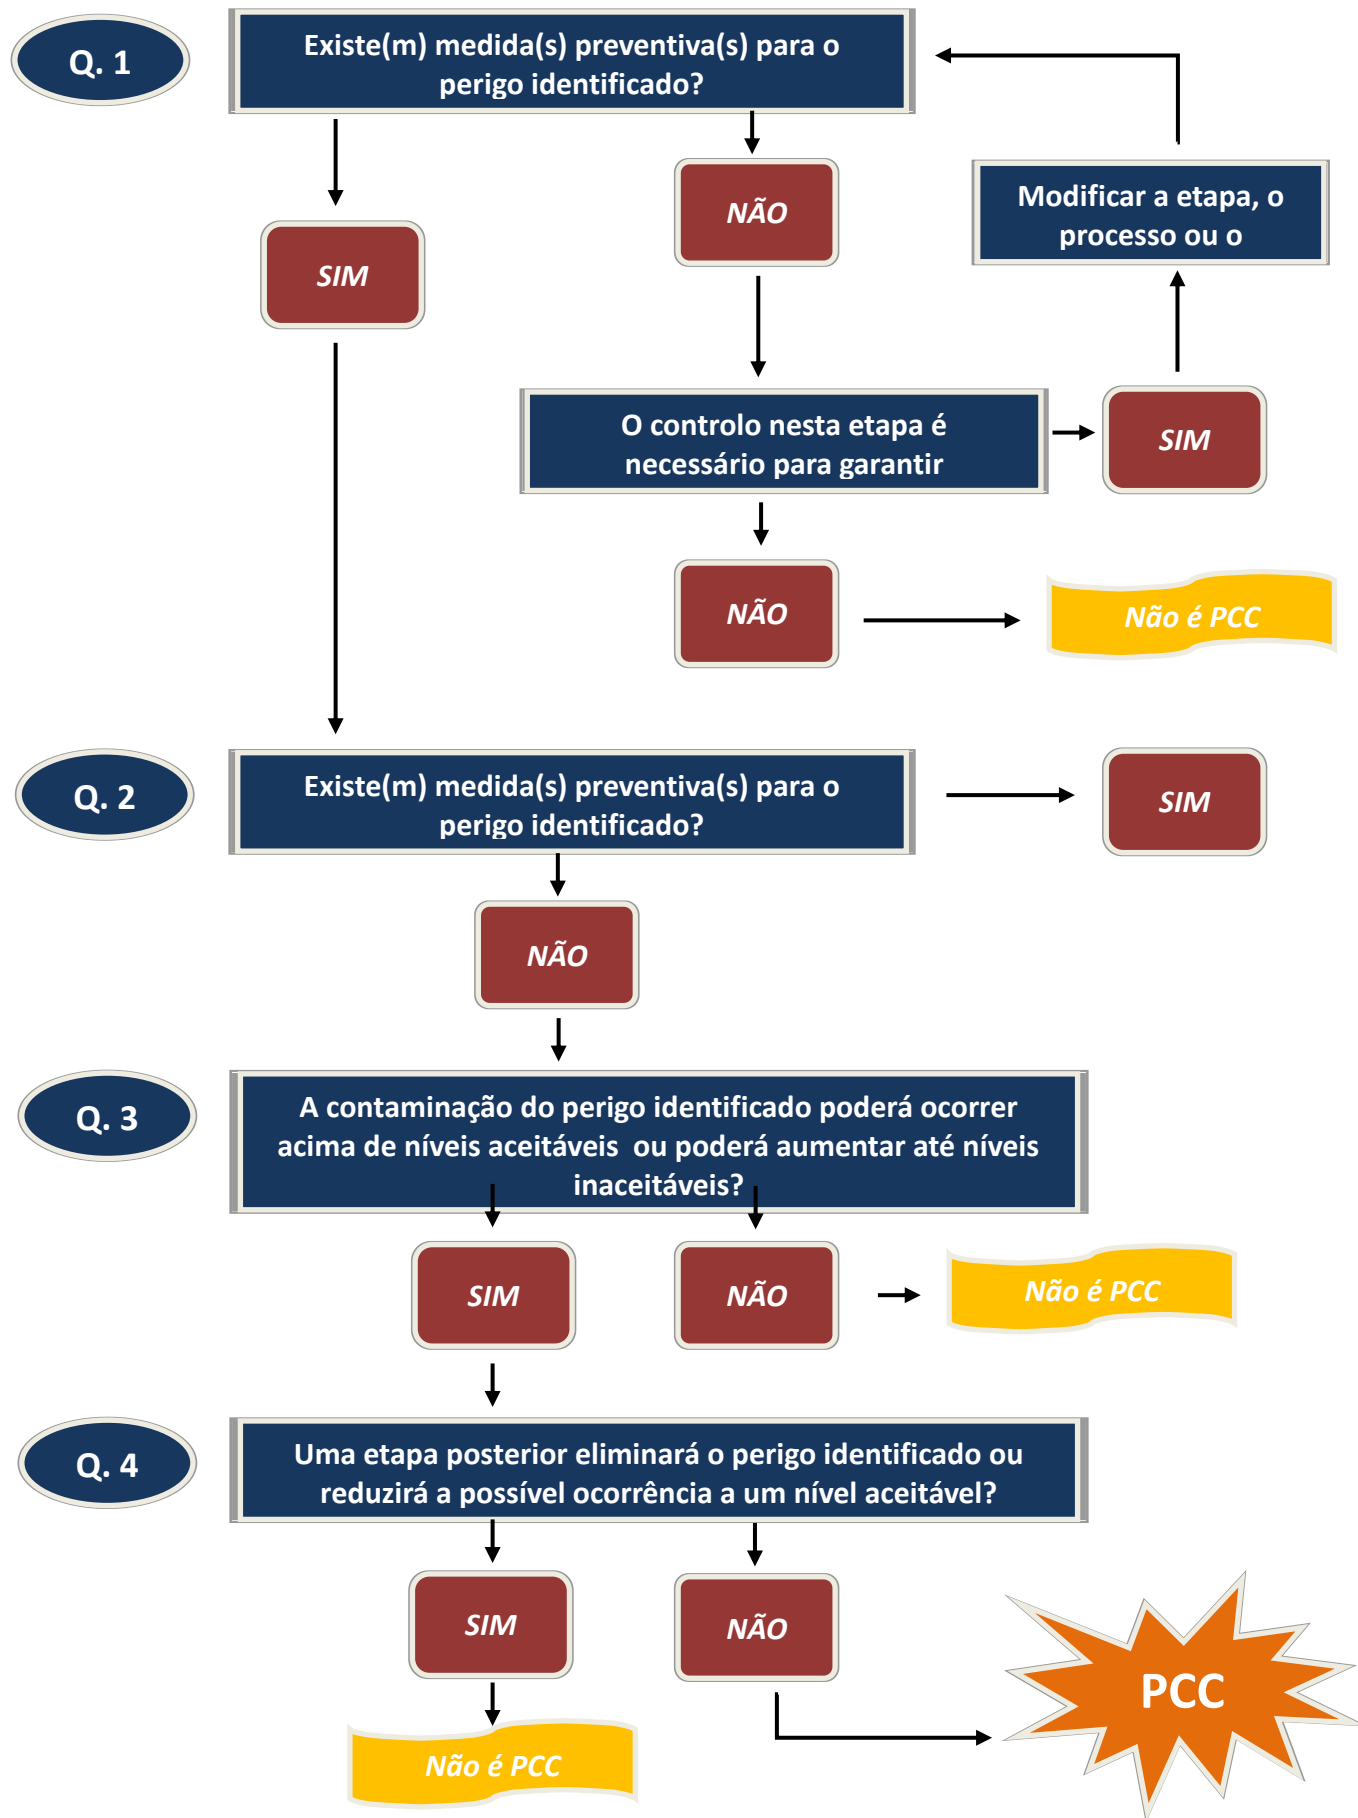 Q. 1
Existe(m) medida(s) preventiva(s) para o
perigo identificado?
NÃO
Modificar a etapa, o
processo ou o
SIM
O controlo nesta etapa é
necessário para garantir
SIM
NÃO
Não é PCC
Q. 2
Existe(m) medida(s) preventiva(s) para o
perigo identificado?
SIM
NÃO
Q. 3
A contaminação do perigo identificado poderá ocorrer
acima de níveis aceitáveis ou poderá aumentar até níveis
inaceitáveis?
SIM
NÃO
Não é PCC
Q. 4
Uma etapa posterior eliminará o perigo identificado ou
reduzirá a possível ocorrência a um nível aceitável?
SIM
NÃO
PCC
Não é PCC